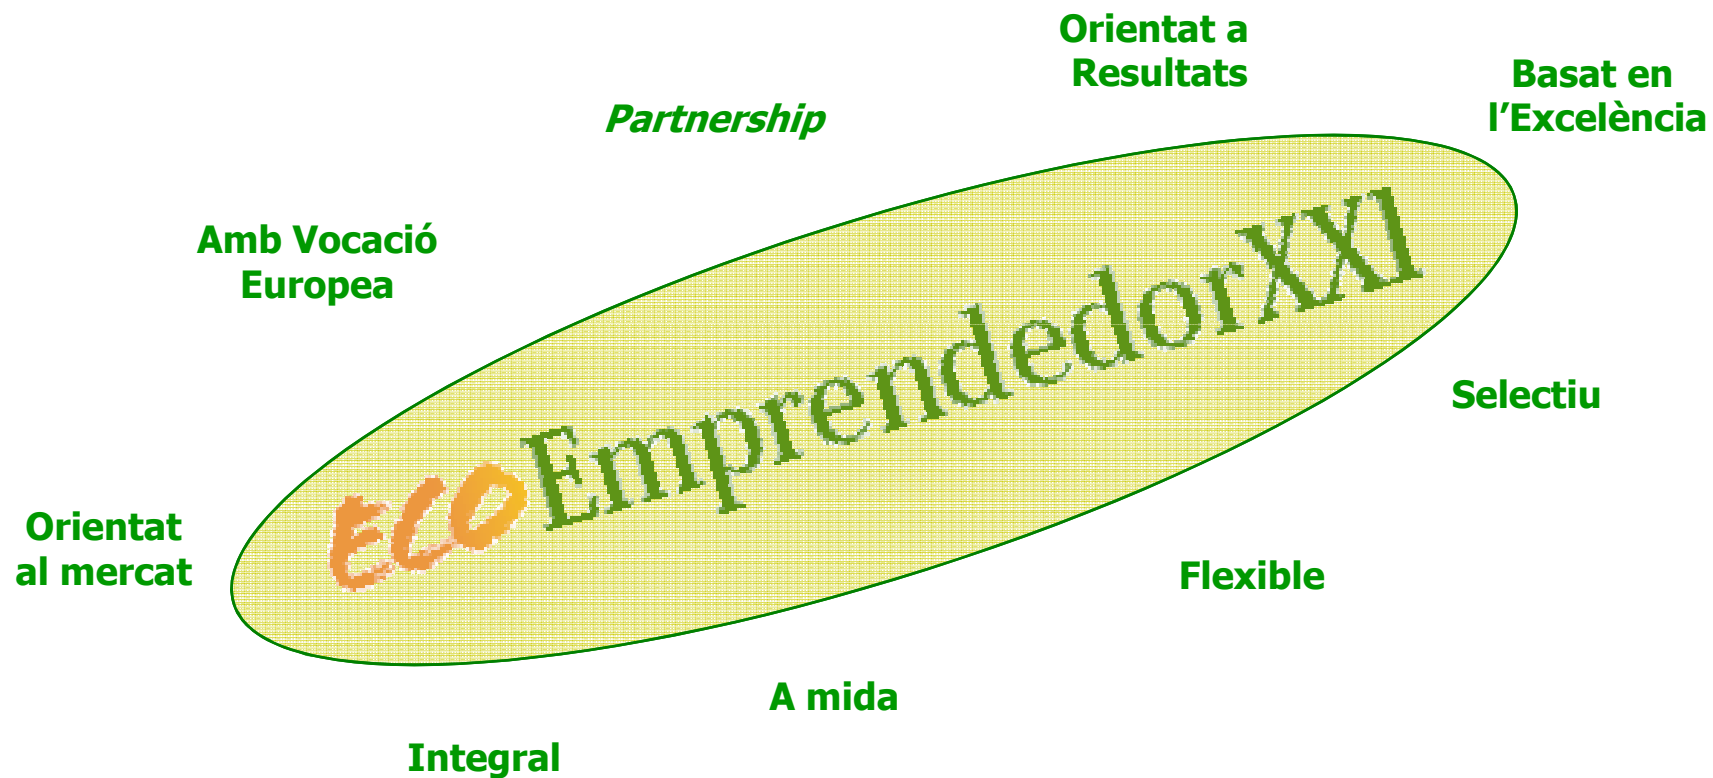 Orientat a
Resultats
Basat en
l’Excelència
Partnership
Amb Vocació
Europea
ECOEmprendedorXXI
Selectiu
Orientat
al mercat
Flexible
A mida
Integral